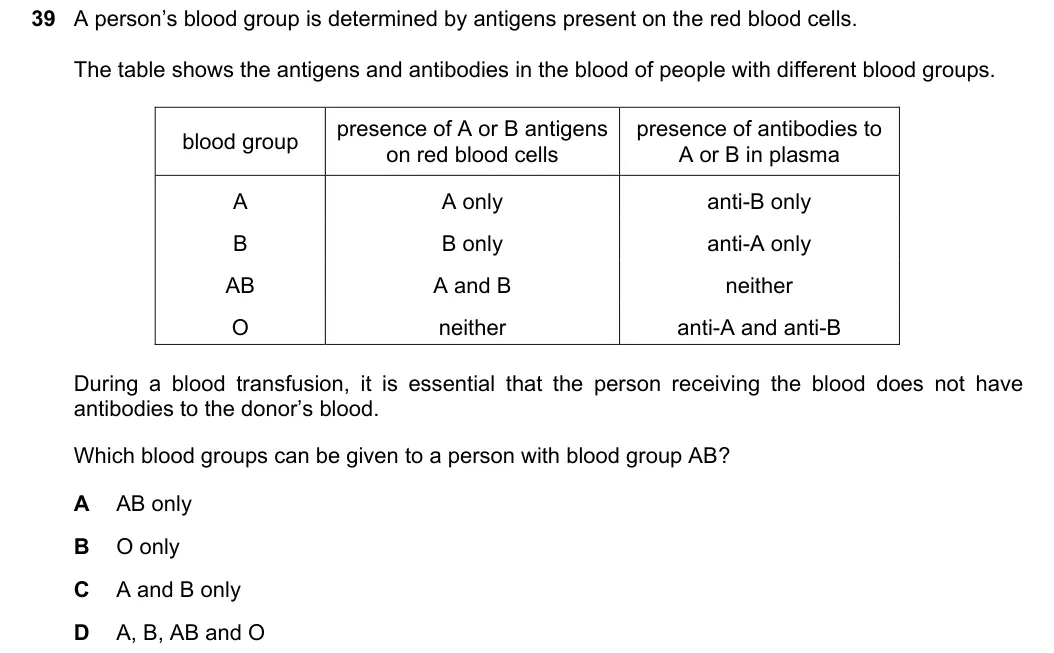 39 A person's blood group is determined by antigens present on the red blood cells.
The table shows the antigens and antibodies in the blood of people with different blood groups.
blood group presence of A or B antigens on red blood cells presence of antibodies to A or B in plasma
A A only anti-B only
B B only anti-A only
AB A and B neither
O neither anti-A and anti-B
During a blood transfusion, it is essential that the person receiving the blood does not have
antibodies to the donor's blood.
Which blood groups can be given to a person with blood group AB?
A AB only
B O only
C A and B only
D A, B, AB and O